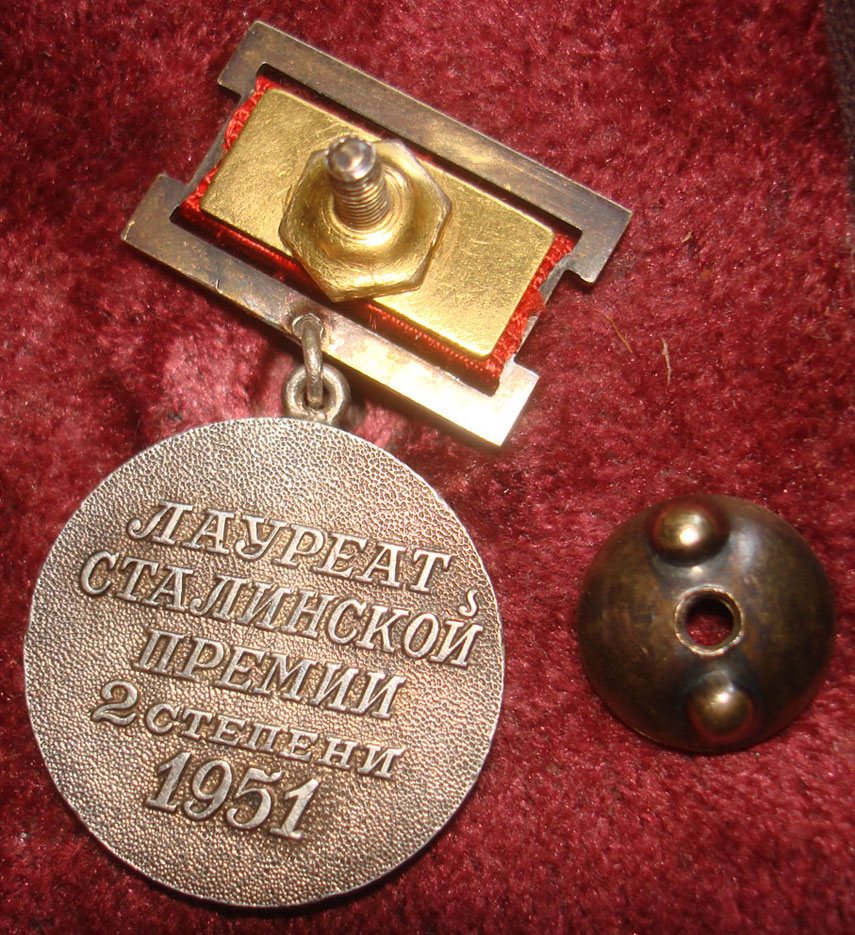 ЛАУРЕАТ
СТАЛИНСКОЙ
ПРЕМИИ
2 СТЕПЕНИ
1951